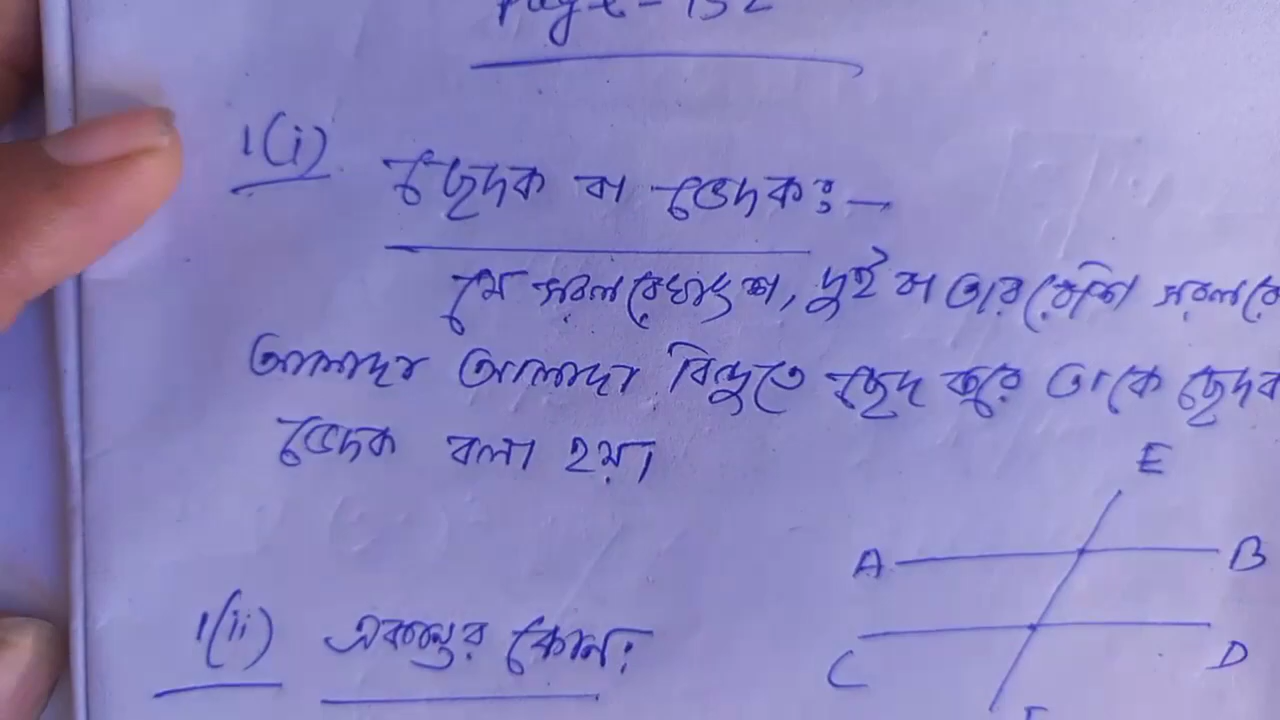 Page - 132
1(i) ছেদক বা ভেদক :-
যে সরলরেখাংশ, দুই বা তার বেশি সরলরে
আলাদা আলাদা বিন্দুতে ছেদ করে তাকে ছেদক
ভেদক বলা হয়।
E
A B
C D
1(ii) একান্তর কোন: